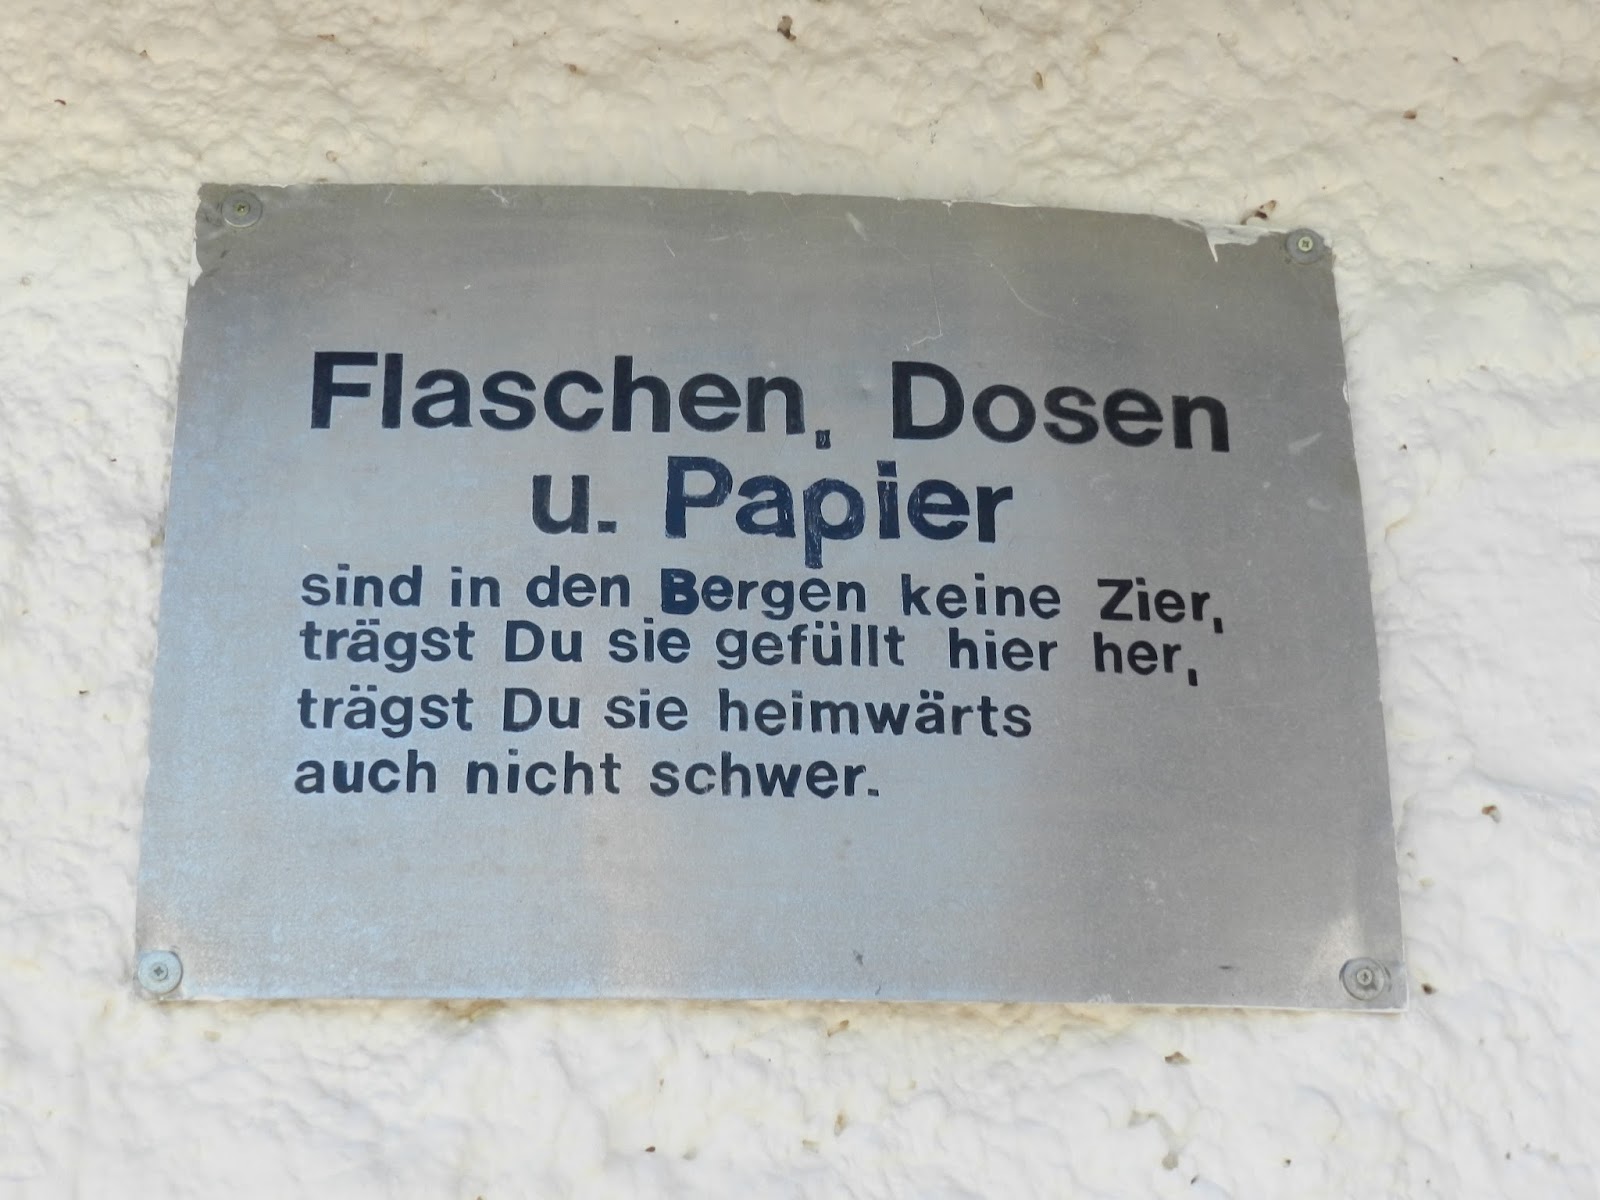 Flaschen, Dosen
u. Papier
sind in den Bergen keine Zier,
trägst Du sie gefüllt hier her,
trägst Du sie heimwärts
auch nicht schwer.